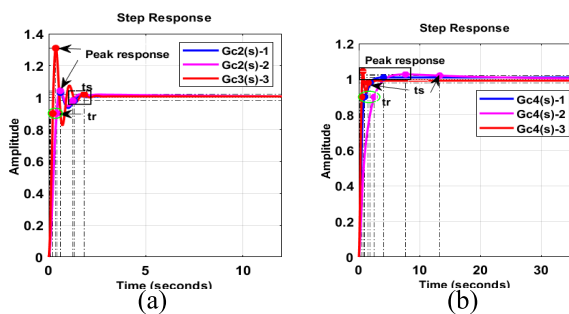 Step Response
1.4
1.2
1
0.8
0.6
0.4
0.2
0
Amplitude
Peak response
ts
tr
Gc2(s)-1
Gc2(s)-2
Gc3(s)-3
0 5 10
Time (seconds)
(a)
Step Response
1.2
1
0.8
0.6
0.4
0.2
0
Amplitude
Peak response
ts
tr
Gc4(s)-1
Gc4(s)-2
Gc4(s)-3
0 10 20 30
Time (seconds)
(b)